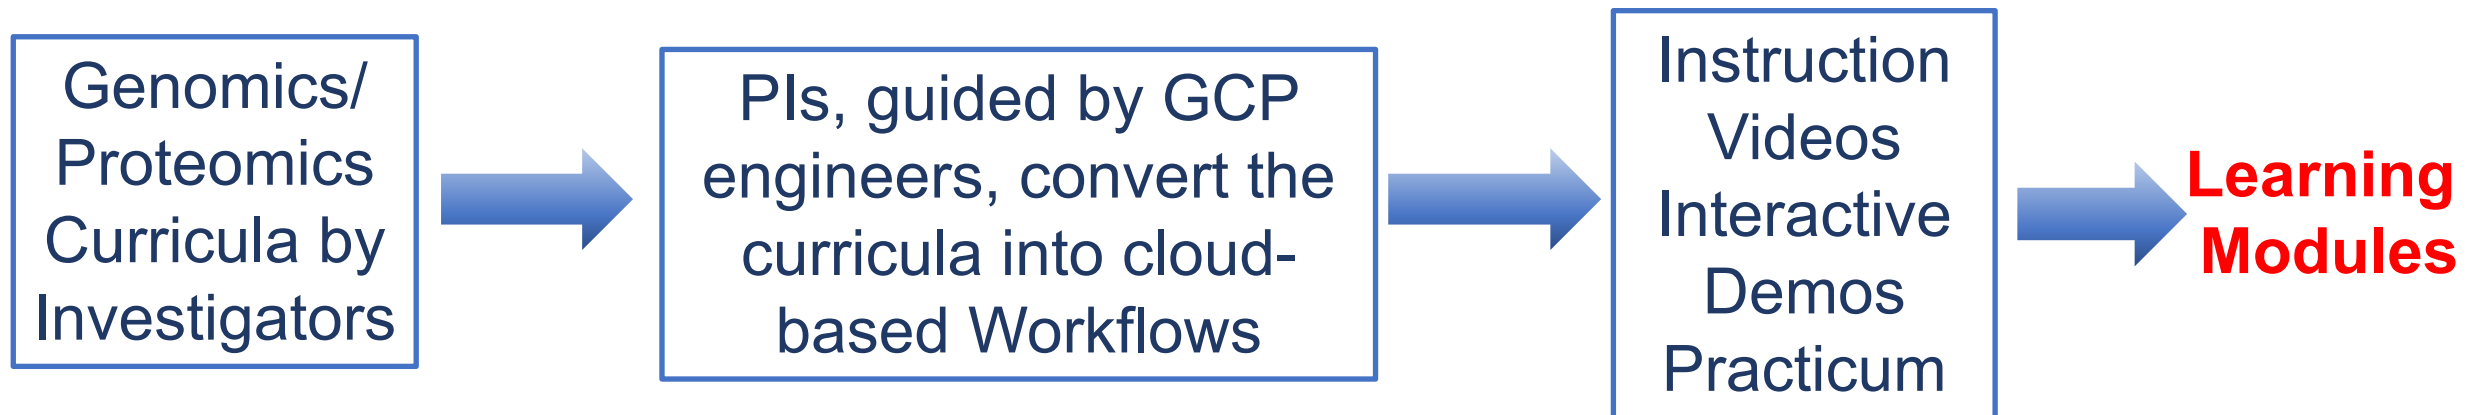 Genomics/
Proteomics
Curricula by
Investigators
PIs, guided by GCP
engineers, convert the
curricula into cloud-
based Workflows
Instruction
Videos
Interactive
Demos
Practicum
Learning
Modules